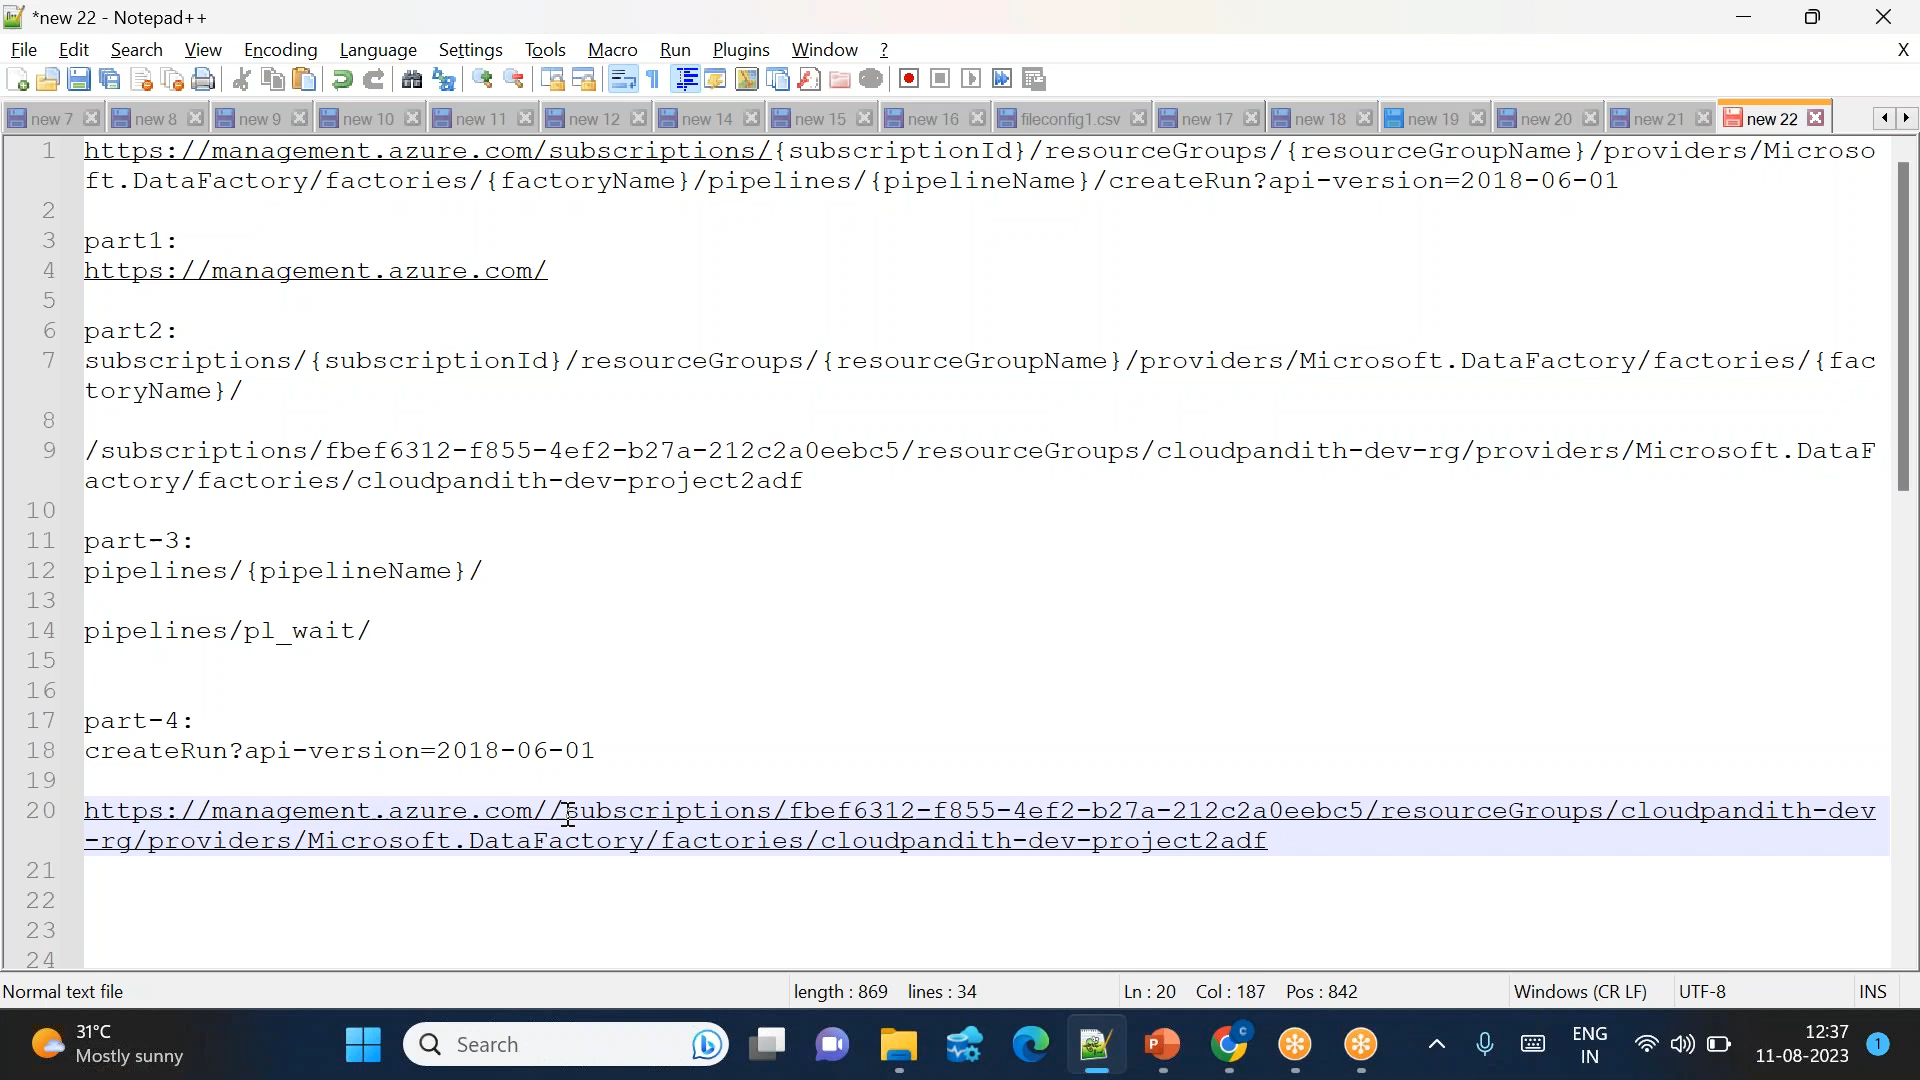 *new 22 - Notepad++
File Edit Search View Encoding Language Settings Tools Macro Run Plugins Window ? X
new 7 new 8 new 9 new 10 new 11 new 12 new 14 new 15 new 16 fileconfig1.csv new 17 new 18 new 19 new 20 new 21 new 22
1 https://management.azure.com/subscriptions/{subscriptionId}/resourceGroups/{resourceGroupName}/providers/Microso
ft.DataFactory/factories/{factoryName}/pipelines/{pipelineName}/createRun?api-version=2018-06-01
2
3 part1:
4 https://management.azure.com/
5
6 part2:
7 subscriptions/{subscriptionId}/resourceGroups/{resourceGroupName}/providers/Microsoft.DataFactory/factories/{fac
toryName}/
8
9 /subscriptions/fbef6312-f855-4ef2-b27a-212c2a0eebc5/resourceGroups/cloudpandith-dev-rg/providers/Microsoft.DataF
actory/factories/cloudpandith-dev-project2adf
10
11 part-3:
12 pipelines/{pipelineName}/
13
14 pipelines/pl_wait/
15
16
17 part-4:
18 createRun?api-version=2018-06-01
19
20 https://management.azure.com//subscriptions/fbef6312-f855-4ef2-b27a-212c2a0eebc5/resourceGroups/cloudpandith-dev
-rg/providers/Microsoft.DataFactory/factories/cloudpandith-dev-project2adf
21
22
23
24
Normal text file length : 869 lines : 34 Ln : 20 Col : 187 Pos : 842 Windows (CR LF) UTF-8 INS
31°C
Mostly sunny
Search
ENG
IN
12:37
11-08-2023
1